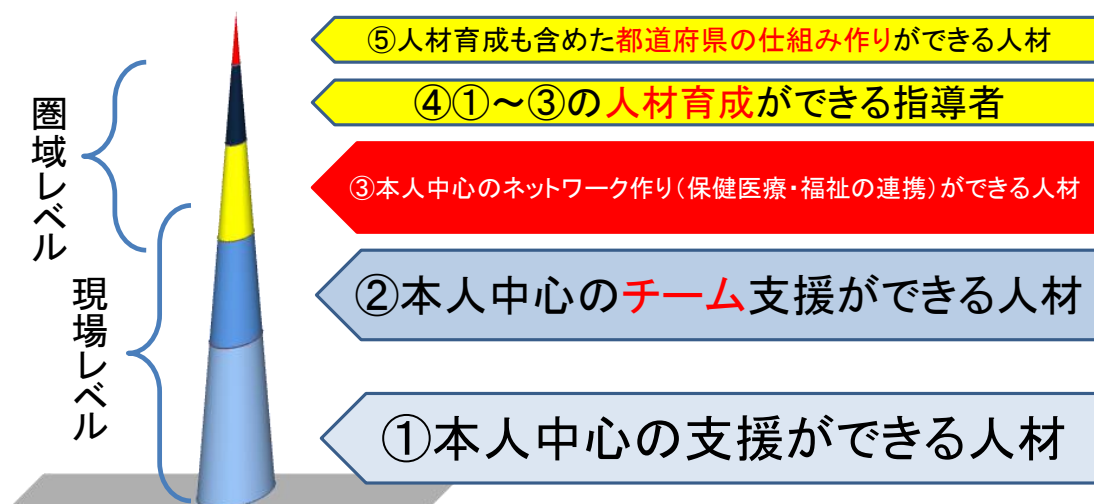 ⑤人材育成も含めた都道府県の仕組み作りができる人材
④①～③の人材育成ができる指導者
③本人中心のネットワーク作り(保健医療・福祉の連携)ができる人材
②本人中心のチーム支援ができる人材
①本人中心の支援ができる人材
圏域レベル
現場レベル